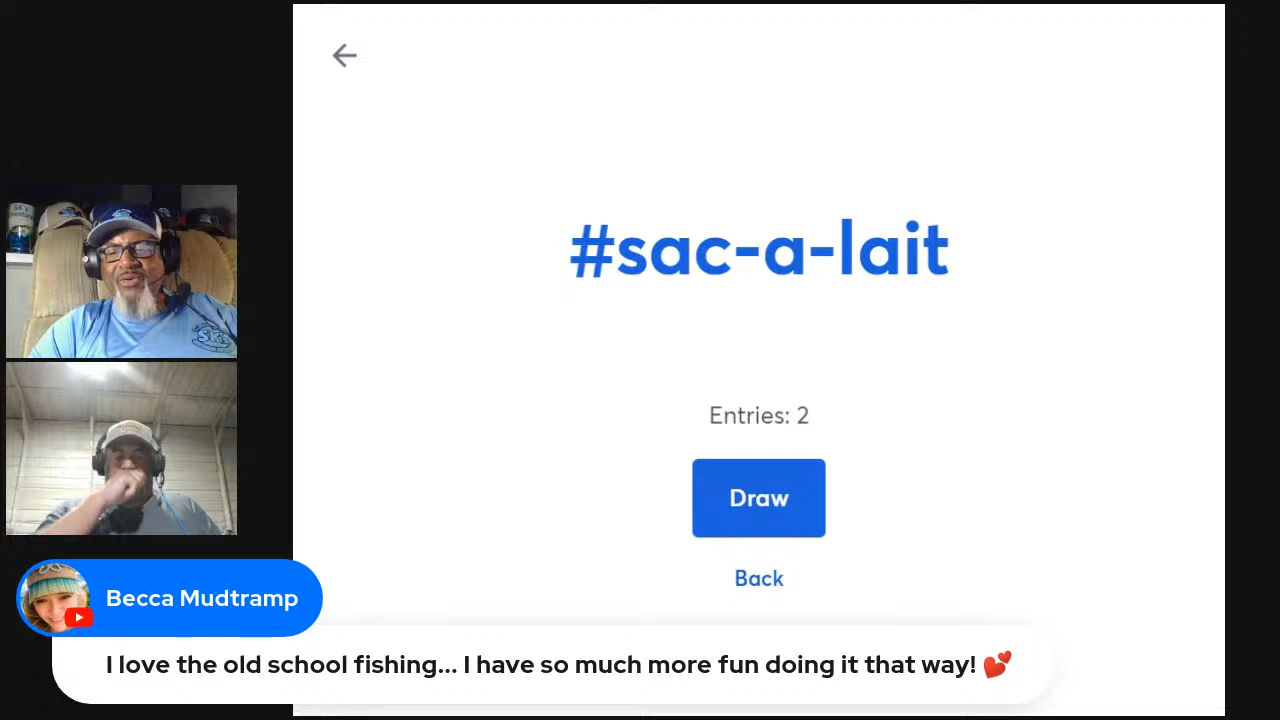 #sac-a-lait
Entries: 2
Draw
Back
SK's
Becca Mudtramp
I love the old school fishing... I have so much more fun doing it that way! 💕